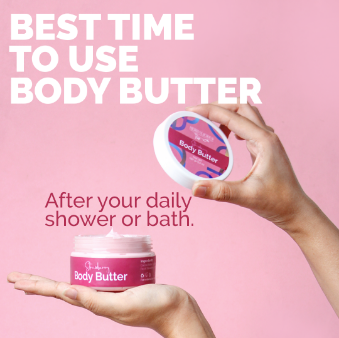 BEST TIME
TO USE
BODY BUTTER
Body Butter
After your daily
shower or bath.
Body Butter